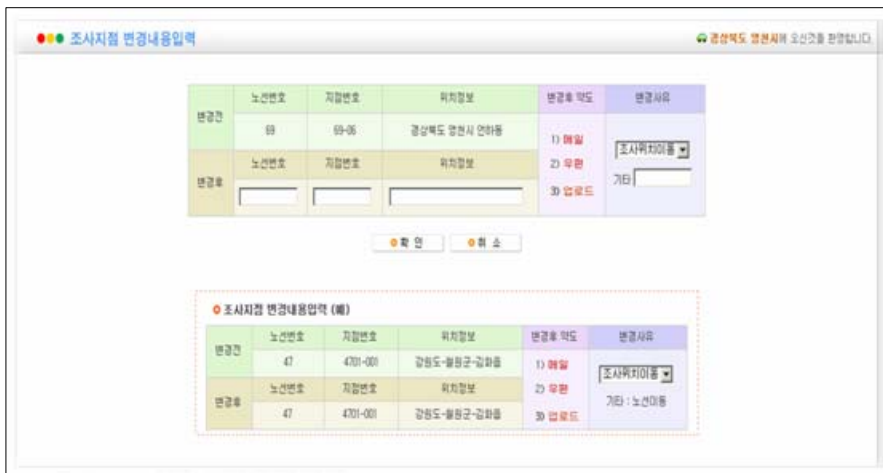 조사지점 변경내용입력
경상북도 영천시에 오신것을 환영합니다.
변경전 노선번호 지점번호 위치정보 변경후 약도 변경사유
69 69-06 경상북도 영천시 언하동
1) 메일
2) 우편
3) 업로드
조사위치이동
기타
변경후 노선번호 지점번호 위치정보
확 인 취 소
조사지점 변경내용입력 (예)
변경전 노선번호 지점번호 위치정보 변경후 약도 변경사유
47 4701-001 강원도-철원군-김화읍
1) 메일
2) 우편
3) 업로드
조사위치이동
기타 : 노선이동
변경후 노선번호 지점번호 위치정보
47 4701-001 강원도-철원군-김화읍